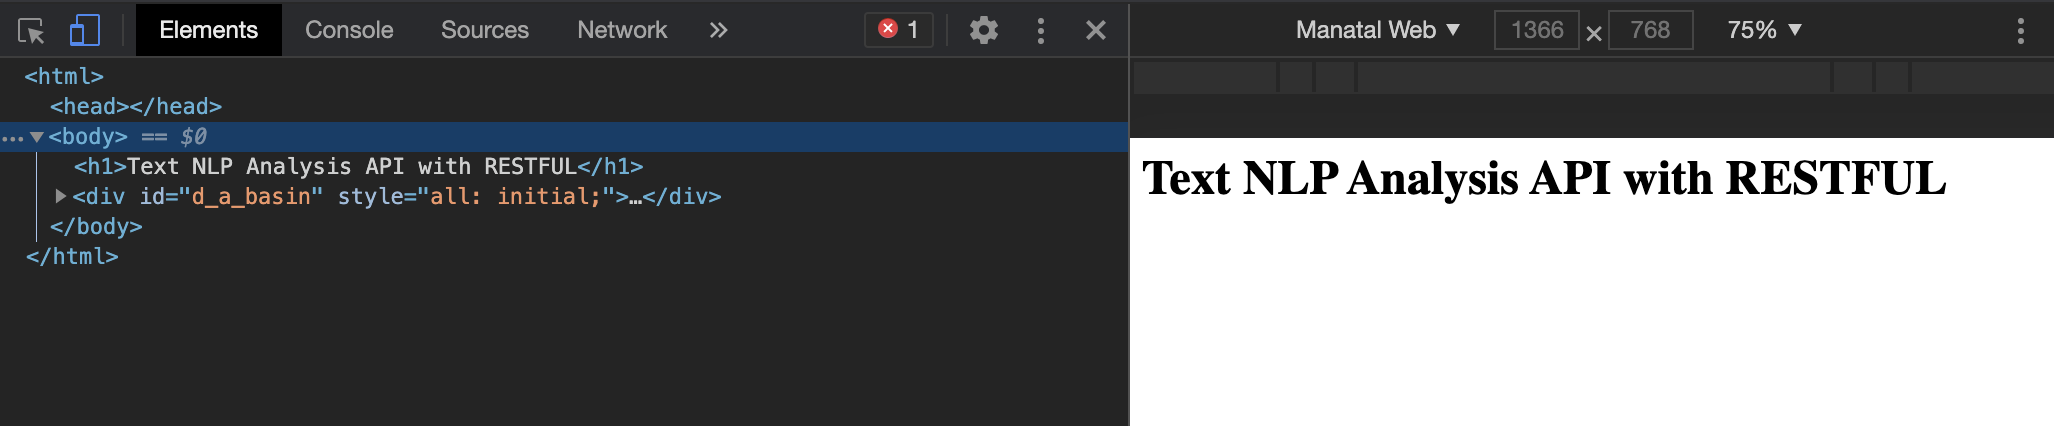 Elements Console Sources Network » 1
<html>
<head></head>
… <body> == $0
<h1>Text NLP Analysis API with RESTFUL</h1>
<div id="d_a_basin" style="all: initial;">…</div>
</body>
</html>
Manatal Web ▼ 1366 × 768 75% ▼
Text NLP Analysis API with RESTFUL